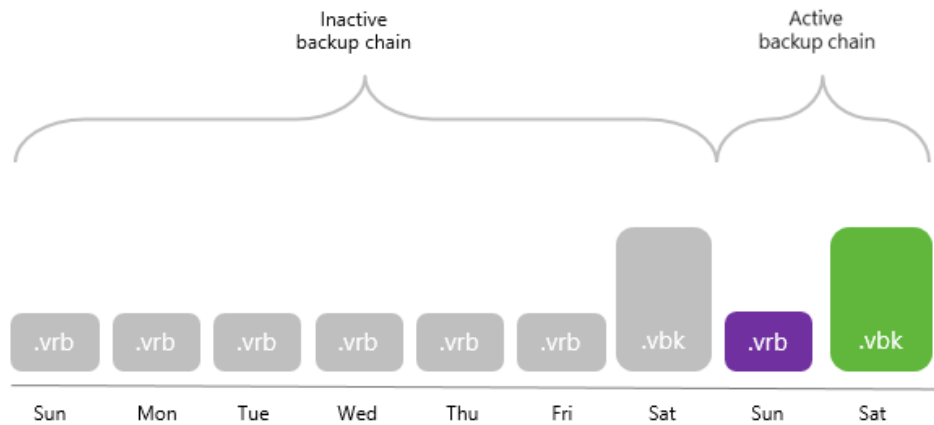 Inactive
backup chain
Active
backup chain
.vrb .vrb .vrb .vrb .vrb .vrb .vbk .vrb .vbk
Sun Mon Tue Wed Thu Fri Sat Sun Sat